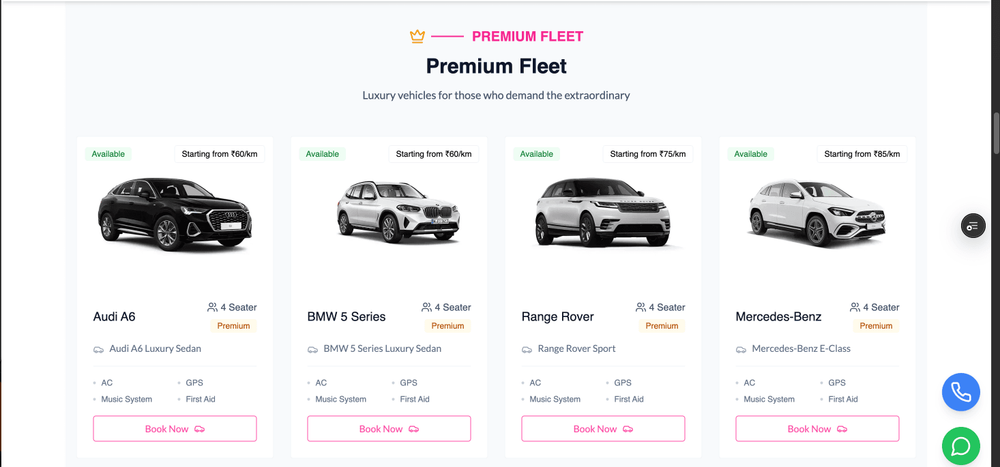 PREMIUM FLEET
Premium Fleet
Luxury vehicles for those who demand the extraordinary
Available
Starting from ₹60/km
Audi A6
4 Seater
Premium
Audi A6 Luxury Sedan
AC
GPS
Music System
First Aid
Book Now
Available
Starting from ₹60/km
BMW 5 Series
4 Seater
Premium
BMW 5 Series Luxury Sedan
AC
GPS
Music System
First Aid
Book Now
Available
Starting from ₹75/km
Range Rover
4 Seater
Premium
Range Rover Sport
AC
GPS
Music System
First Aid
Book Now
Available
Starting from ₹85/km
Mercedes-Benz
4 Seater
Premium
Mercedes-Benz E-Class
AC
GPS
Music System
First Aid
Book Now